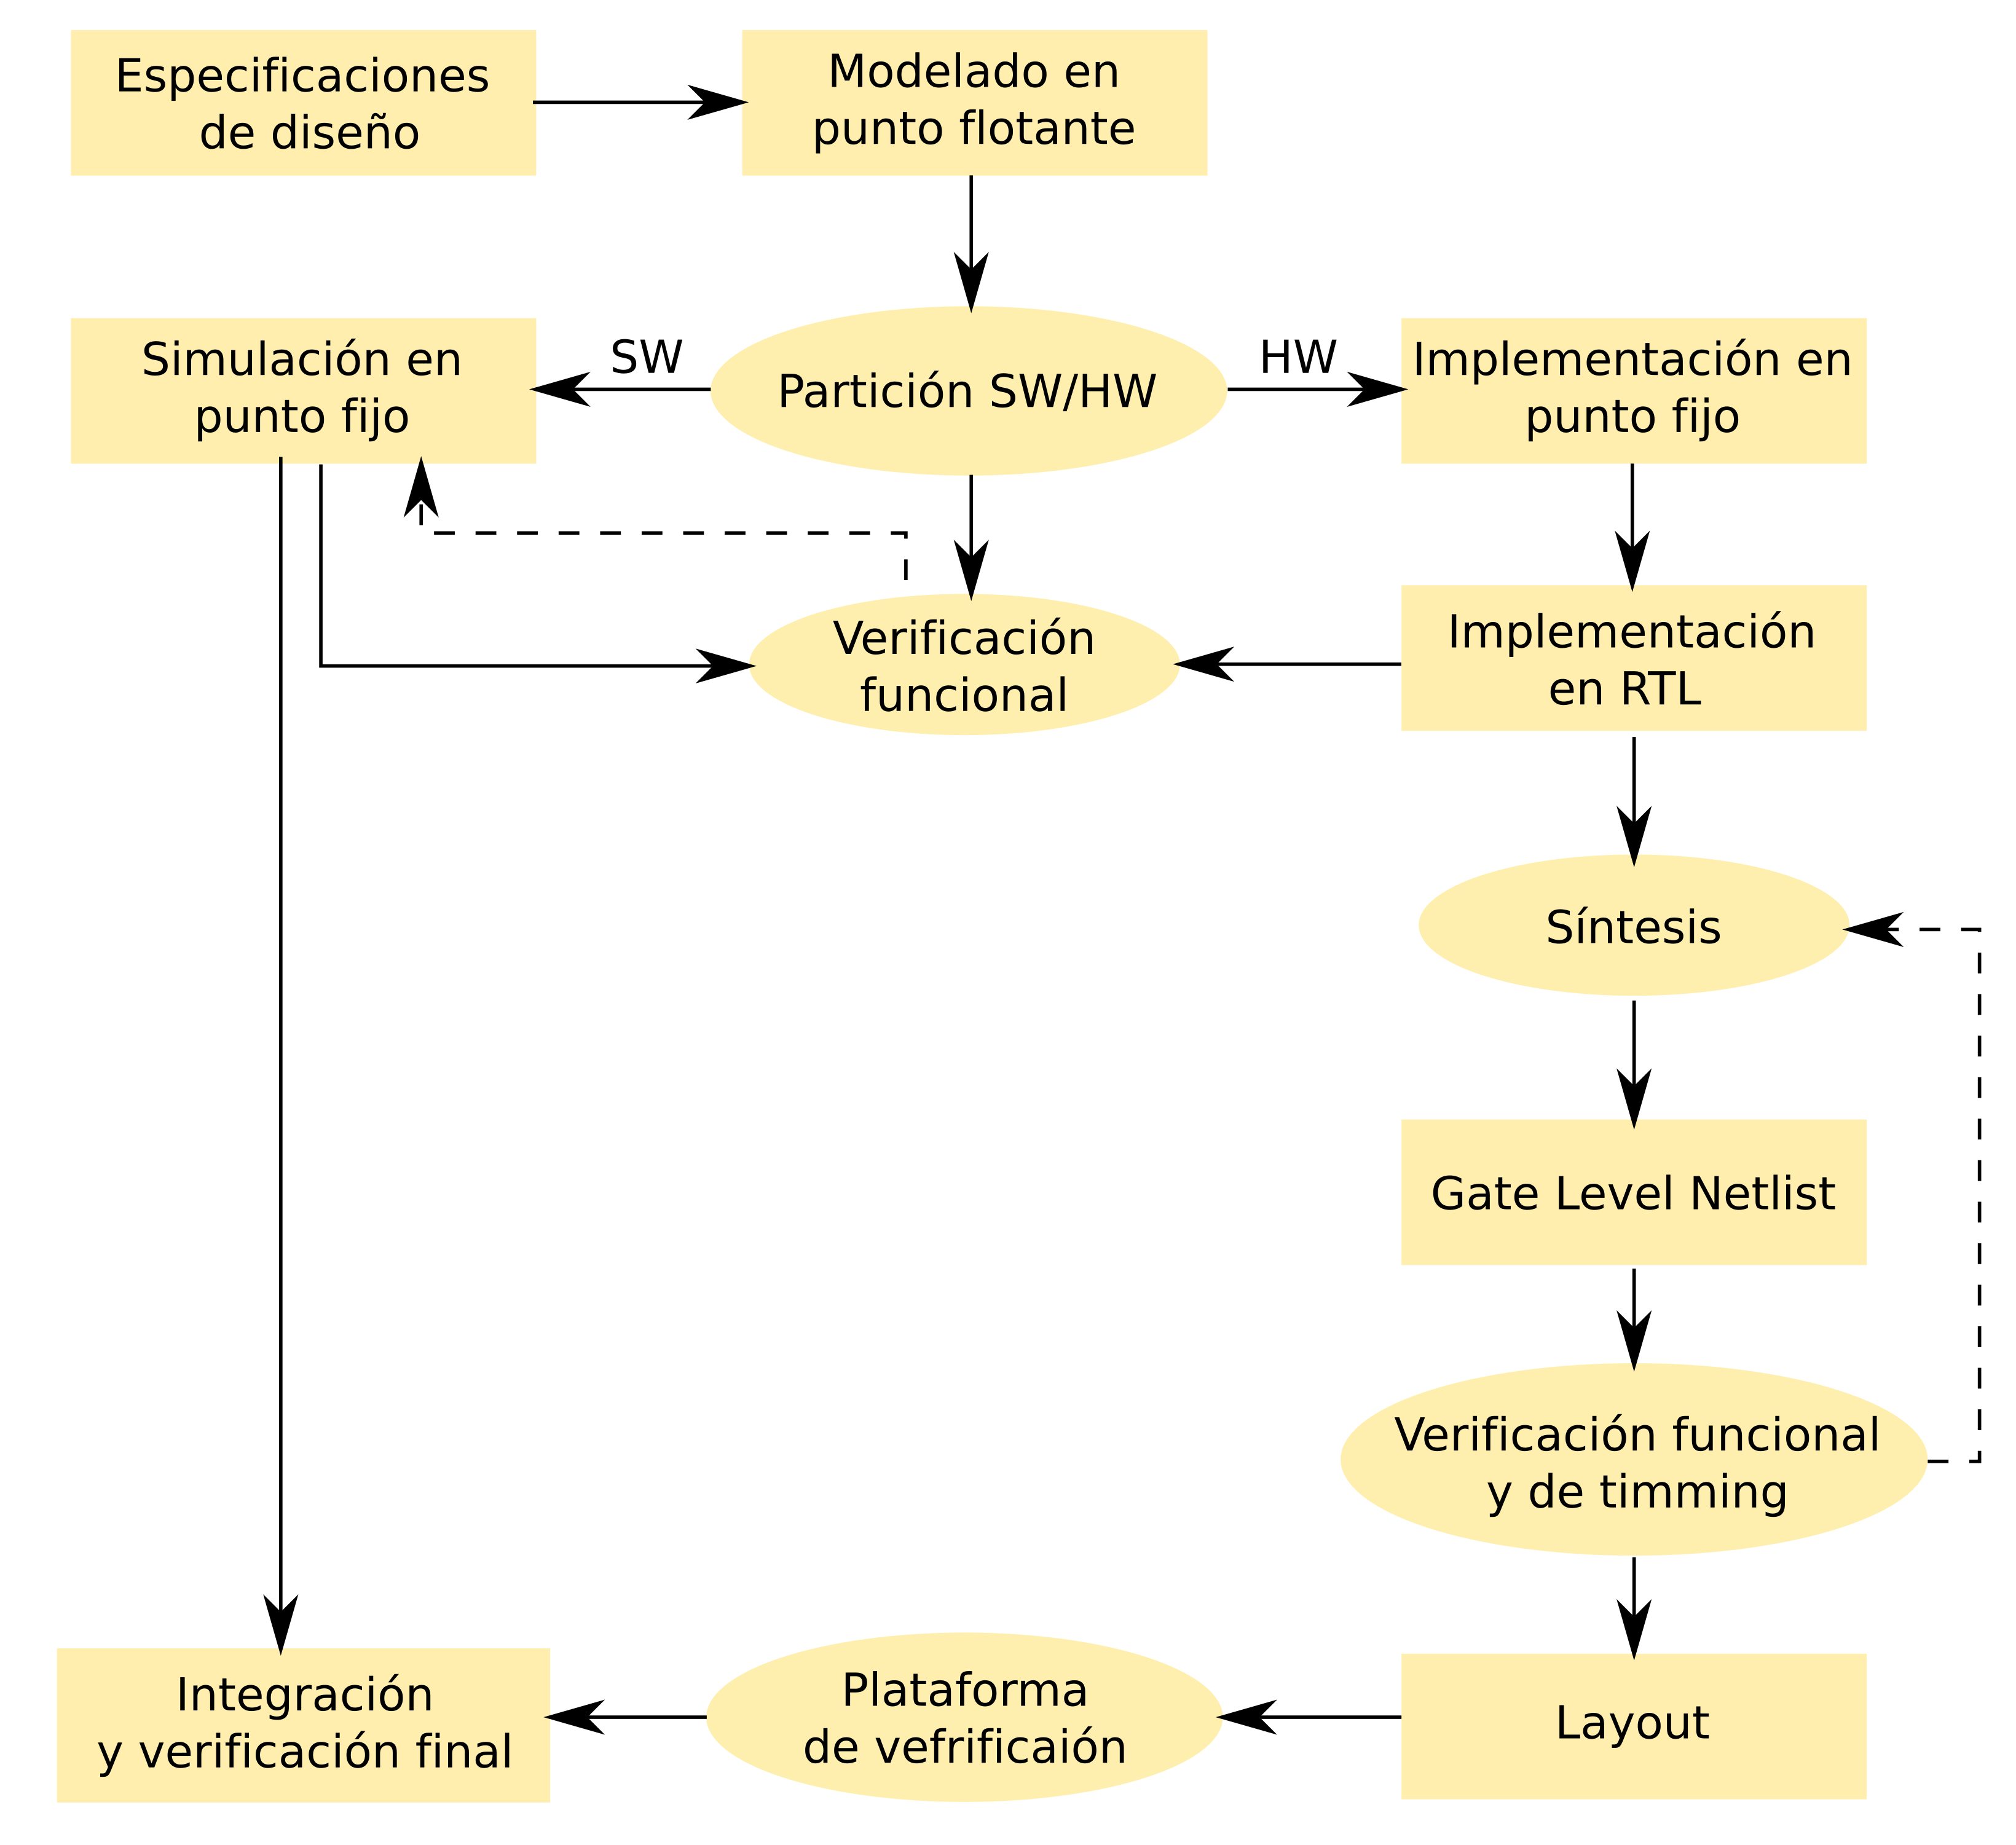 Especificaciones
de diseño
Modelado en
punto flotante
Simulación en
punto fijo
SW
Partición SW/HW
HW
Implementación en
punto fijo
Verificación
funcional
Implementación
en RTL
Síntesis
Gate Level Netlist
Verificación funcional
y de timming
Integración
y verificación final
Plataforma
de vefrificaión
Layout